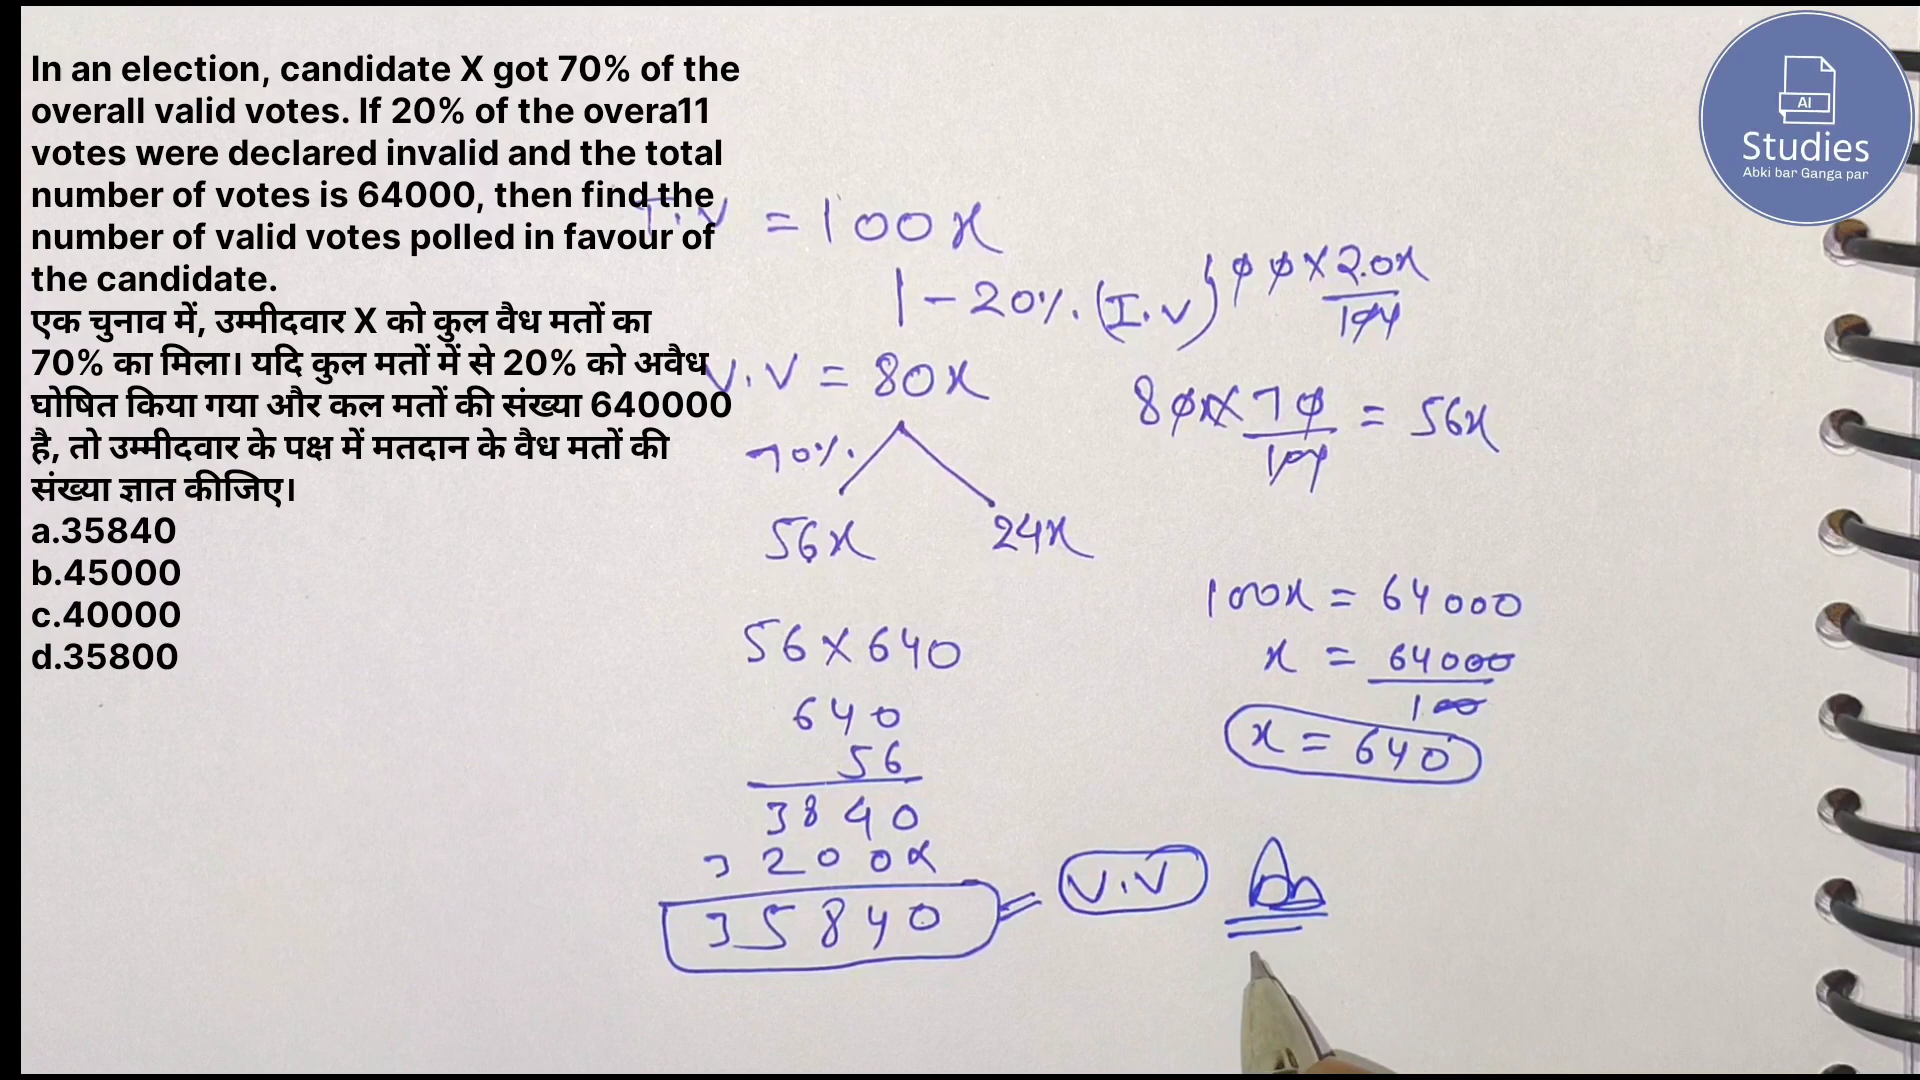 In an election, candidate X got 70% of the
overall valid votes. If 20% of the overa11
votes were declared invalid and the total
number of votes is 64000, then find the
number of valid votes polled in favour of
the candidate.
एक चुनाव में, उम्मीदवार X को कुल वैध मतों का
70% का मिला। यदि कुल मतों में से 20% को अवैध
घोषित किया गया और कल मतों की संख्या 640000
है, तो उम्मीदवार के पक्ष में मतदान के वैध मतों की
संख्या ज्ञात कीजिए।
a.35840
b.45000
c.40000
d.35800
T.V = 100x
- 20%. (I.V) 100 x 20x
100
V.V = 80x
80x x 70 = 56x
100
70%.
56x 24x
56 x 640
640
56
3840
3200x
35840 = V.V
100x = 64000
x = 64000
100
x = 640
AI
Studies
Abki bar Ganga par